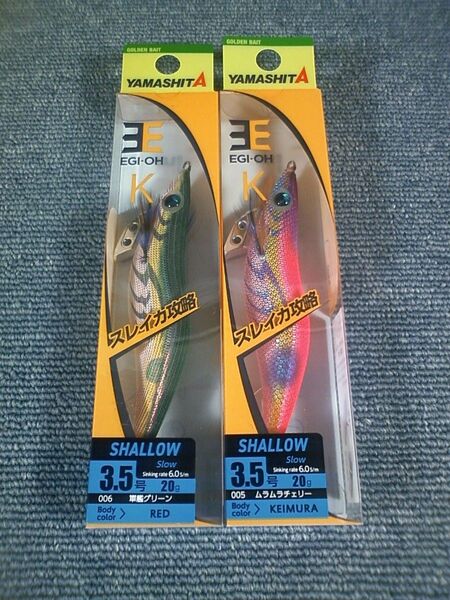 GOLDEN BAIT
YAMASHITA
EGI-OH
K
スレイカ攻略
SHALLOW
Slow
3.5号
Sinking rate 6.0s/m
20g
006 軍艦グリーン
Body color > RED
GOLDEN BAIT
YAMASHITA
EGI-OH
K
スレイカ攻略
SHALLOW
Slow
3.5号
Sinking rate 6.0s/m
20g
005 ムラムラチェリー
Body color > KEIMURA